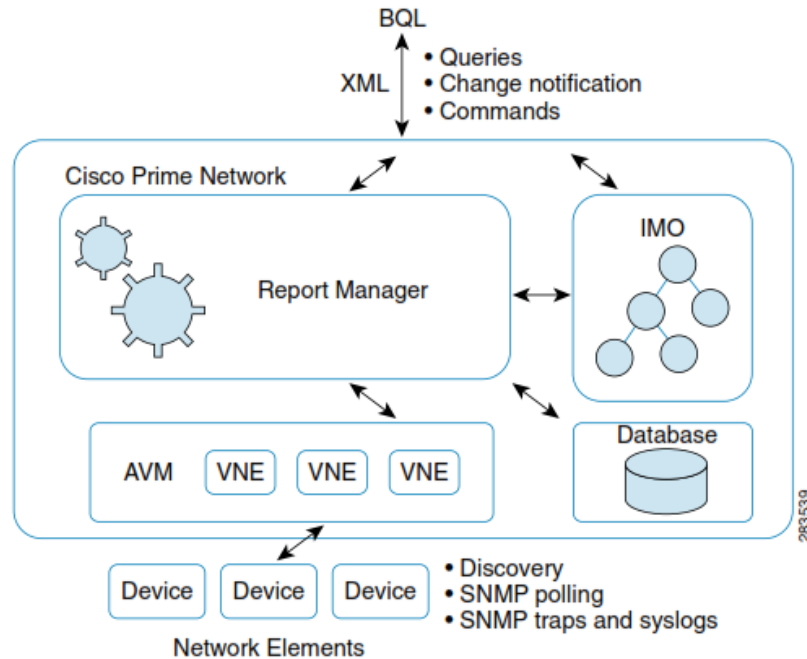 BQL
XML
• Queries
• Change notification
• Commands
Cisco Prime Network
Report Manager
IMO
AVM
VNE
VNE
VNE
Database
Device
Device
Device
Network Elements
• Discovery
• SNMP polling
• SNMP traps and syslogs
283539